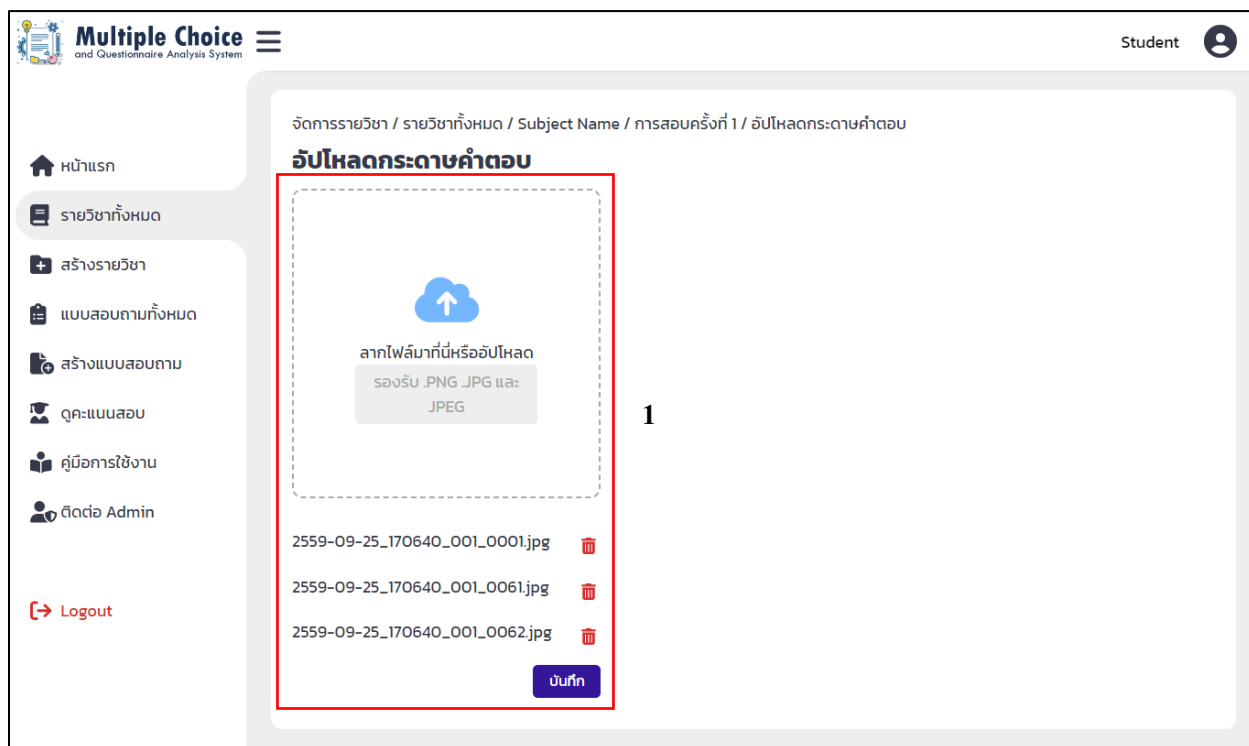 Multiple Choice
and Questionnaire Analysis System
Student
จัดการรายวิชา / รายวิชาทั้งหมด / Subject Name / การสอบครั้งที่ 1 / อัปโหลดกระดาษคำตอบ
อัปโหลดกระดาษคำตอบ
หน้าแรก
รายวิชาทั้งหมด
สร้างรายวิชา
แบบสอบถามทั้งหมด
สร้างแบบสอบถาม
ดูคะแนนสอบ
คู่มือการใช้งาน
ติดต่อ Admin
Logout
ลากไฟล์มาที่นี่หรืออัปโหลด
รองรับ .PNG .JPG และ
JPEG
1
2559-09-25_170640_001_0001.jpg
2559-09-25_170640_001_0061.jpg
2559-09-25_170640_001_0062.jpg
บันทึก